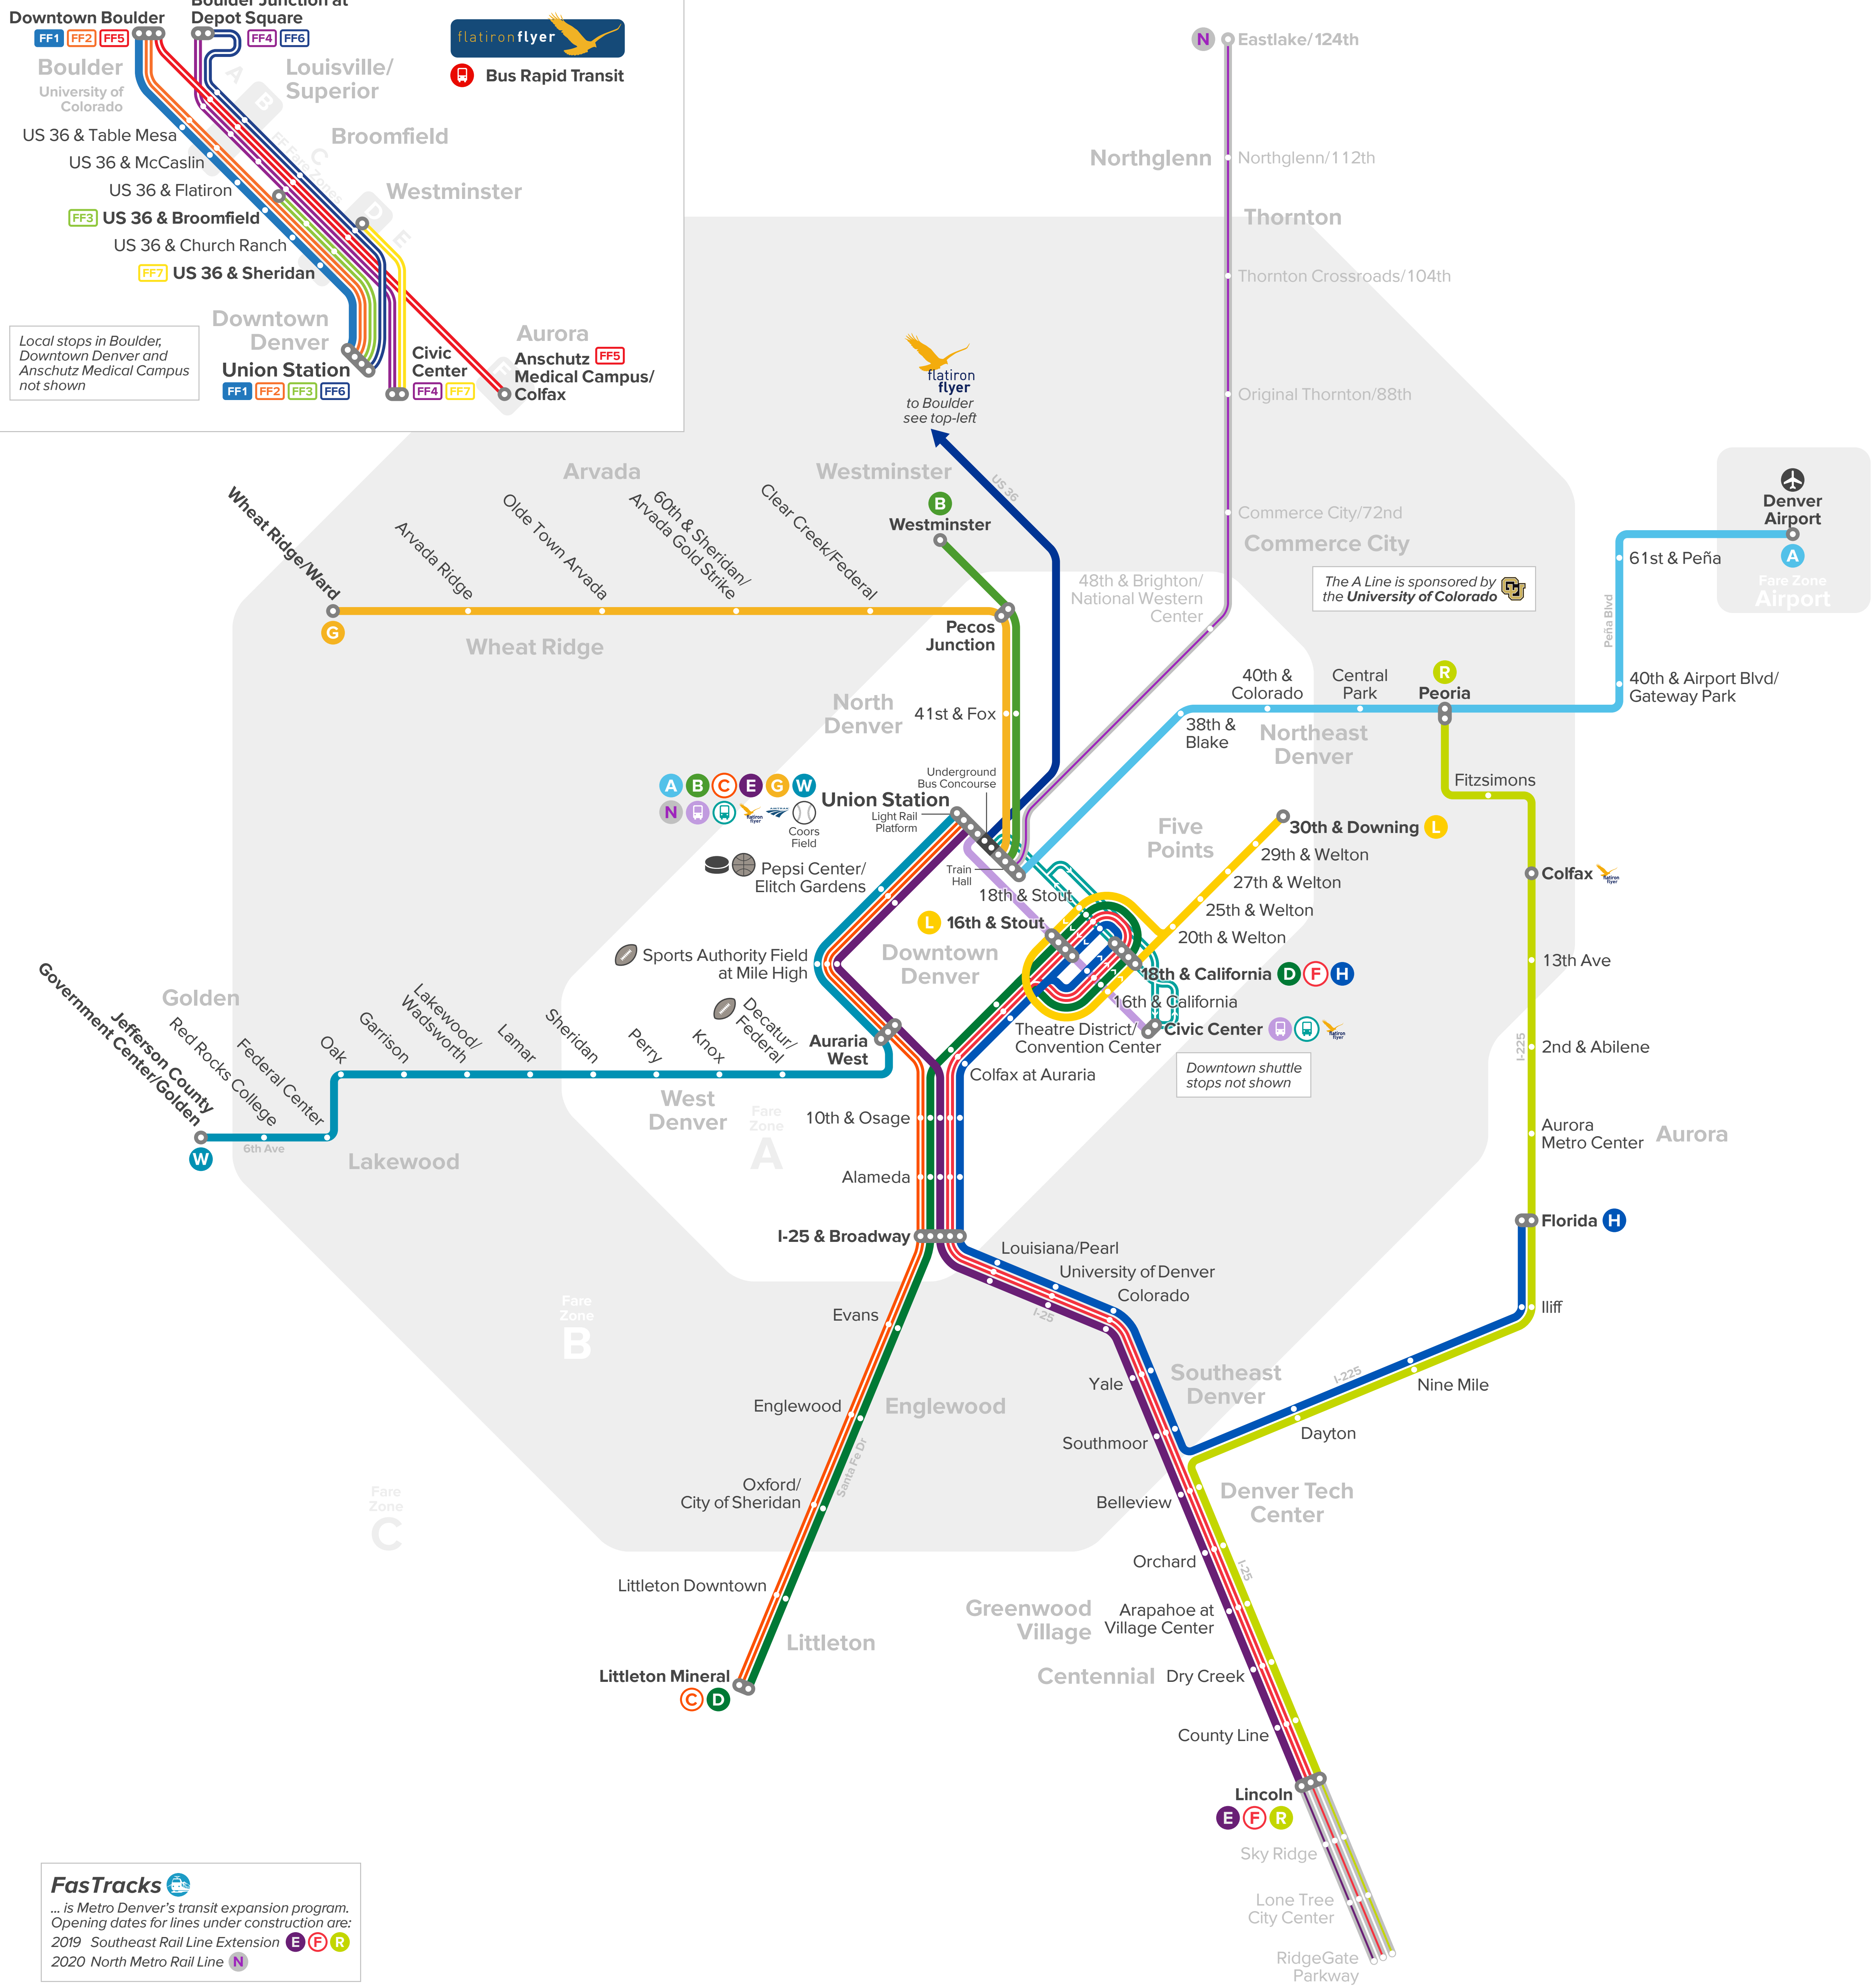 Downtown Boulder
FF1 FF2 FF5
Boulder Junction at
Depot Square
FF4 FF6
flatiron flyer
Bus Rapid Transit
Boulder
University of
Colorado
Louisville/
Superior
Broomfield
Westminster
A
B
C
D
E
F
FF Fare Zones
US 36 & Table Mesa
US 36 & McCaslin
US 36 & Flatiron
FF3 US 36 & Broomfield
US 36 & Church Ranch
FF7 US 36 & Sheridan
Downtown
Denver
Union Station
FF1 FF2 FF3 FF6
Civic
Center
FF4 FF7
Aurora
Anschutz FF5
Medical Campus/
Colfax
Local stops in Boulder,
Downtown Denver and
Anschutz Medical Campus
not shown
N Eastlake/124th
Northglenn
Northglenn/112th
Thornton
Thornton Crossroads/104th
Original Thornton/88th
Commerce City/72nd
Commerce City
48th & Brighton/
National Western
Center
flatiron
flyer
to Boulder
see top-left
US 36
Arvada
Westminster
B
Westminster
Wheat Ridge/Ward
G
Arvada Ridge
Olde Town Arvada
60th & Sheridan/
Arvada Gold Strike
Clear Creek/Federal
Wheat Ridge
Pecos
Junction
North
Denver
41st & Fox
The A Line is sponsored by
the University of Colorado
CU
Denver
Airport
A
Fare Zone
Airport
61st & Peña
Peña Blvd
40th & Airport Blvd/
Gateway Park
R
Peoria
Central
Park
40th &
Colorado
38th &
Blake
Northeast
Denver
Fitzsimons
Colfax flatiron flyer
13th Ave
2nd & Abilene
I-225
Aurora
Metro Center
Aurora
Florida H
Iliff
Nine Mile
I-225
Dayton
A B C E G W
N flatiron flyer
Coors
Field
Union Station
Light Rail
Platform
Underground
Bus Concourse
Train
Hall
Pepsi Center/
Elitch Gardens
Sports Authority Field
at Mile High
Downtown
Denver
Five
Points
30th & Downing L
29th & Welton
27th & Welton
25th & Welton
20th & Welton
18th & Stout
L 16th & Stout
18th & California D F H
16th & California
Civic Center flatiron flyer
Theatre District/
Convention Center
Downtown shuttle
stops not shown
Colfax at Auraria
Auraria
West
Golden
Jefferson County
Government Center/Golden
W
6th Ave
Red Rocks College
Federal Center
Oak
Garrison
Lakewood/
Wadsworth
Lamar
Sheridan
Perry
Knox
Decatur/
Federal
Lakewood
West
Denver
Fare
Zone
A
Fare
Zone
B
Fare
Zone
C
10th & Osage
Alameda
I-25 & Broadway
Louisiana/Pearl
University of Denver
Colorado
I-25
Evans
Englewood
Englewood
Santa Fe Dr
Oxford/
City of Sheridan
Littleton Downtown
Littleton
Littleton Mineral
C D
Yale
Southeast
Denver
Southmoor
Belleview
Denver Tech
Center
Orchard
I-25
Greenwood
Village
Arapahoe at
Village Center
Centennial
Dry Creek
County Line
Lincoln
E F R
Sky Ridge
Lone Tree
City Center
RidgeGate
Parkway
FasTracks
... is Metro Denver's transit expansion program.
Opening dates for lines under construction are:
2019 Southeast Rail Line Extension E F R
2020 North Metro Rail Line N